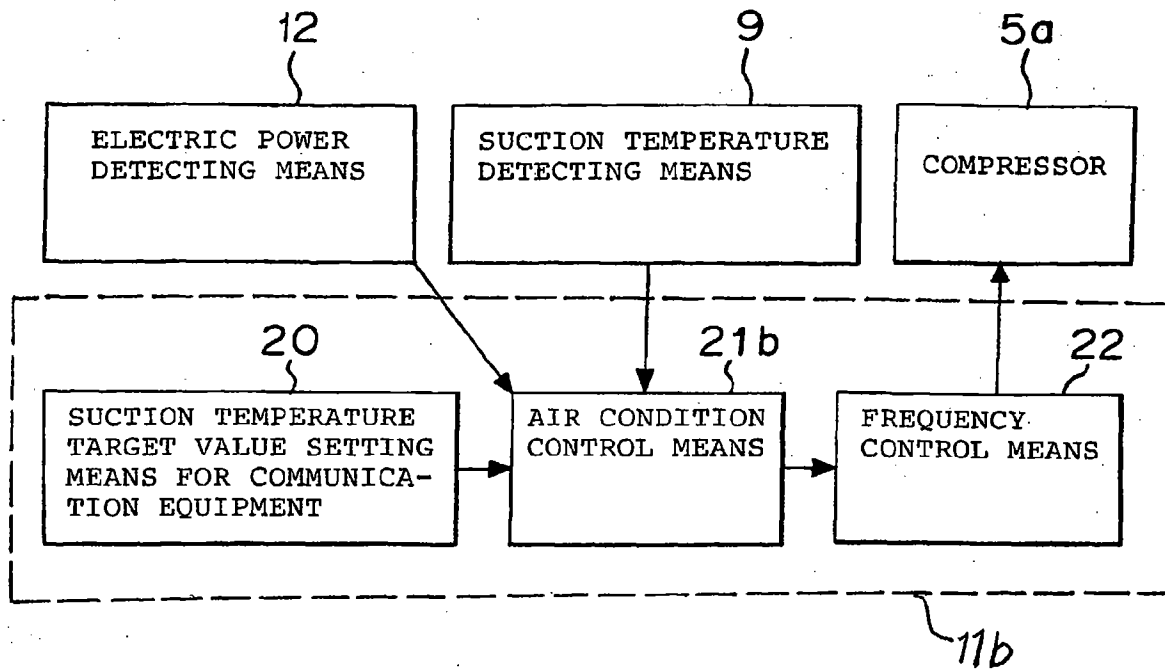 12
9
5a
ELECTRIC POWER
DETECTING MEANS
SUCTION TEMPERATURE
DETECTING MEANS
COMPRESSOR
20
21b
22
SUCTION TEMPERATURE
TARGET VALUE SETTING
MEANS FOR COMMUNICA-
TION EQUIPMENT
AIR CONDITION
CONTROL MEANS
FREQUENCY
CONTROL MEANS
11b